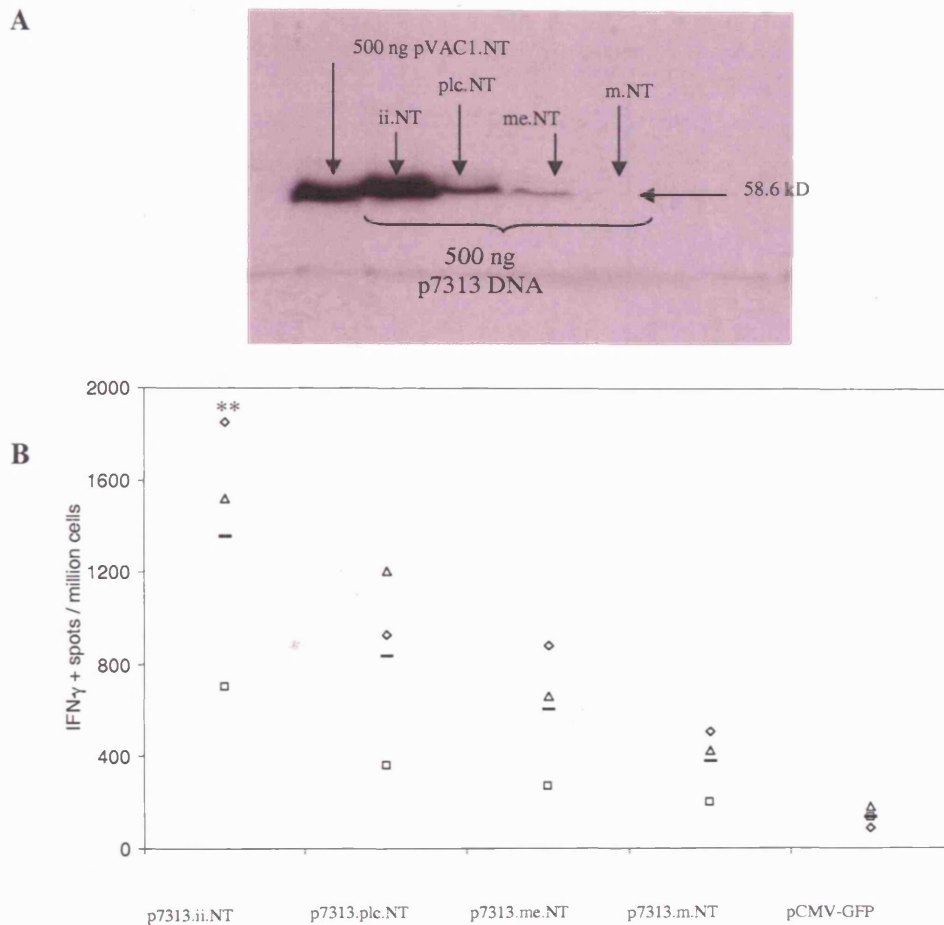 A
500 ng pVAC1.NT
plc.NT
m.NT
ii.NT
me.NT
58.6 kD
500 ng
p7313 DNA
B
2000
**
1600
1200
*
800
400
0
IFN-γ + spots / million cells
p7313.ii.NT
p7313.plc.NT
p7313.me.NT
p7313.m.NT
pCMV-GFP